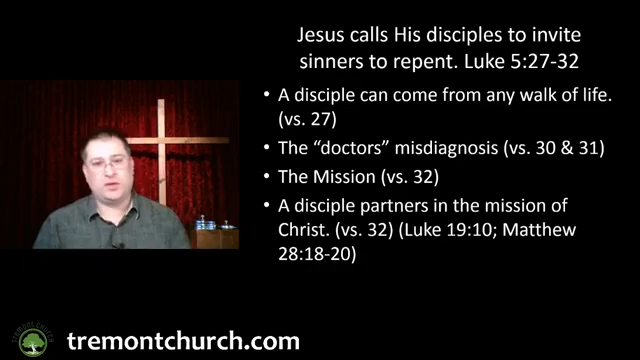 Jesus calls His disciples to invite
sinners to repent. Luke 5:27-32
• A disciple can come from any walk of life.
(vs. 27)
• The “doctors” misdiagnosis (vs. 30 & 31)
• The Mission (vs. 32)
• A disciple partners in the mission of
Christ. (vs. 32) (Luke 19:10; Matthew
28:18-20)
TREMONT CHURCH
tremontchurch.com